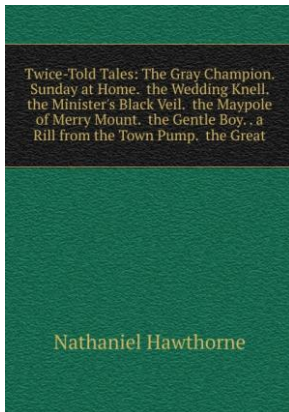 Twice-Told Tales: The Gray Champion.
Sunday at Home.  the Wedding Knell.
the Minister's Black Veil.  the Maypole
of Merry Mount.  the Gentle Boy. . a
Rill from the Town Pump.  the Great
Nathaniel Hawthorne